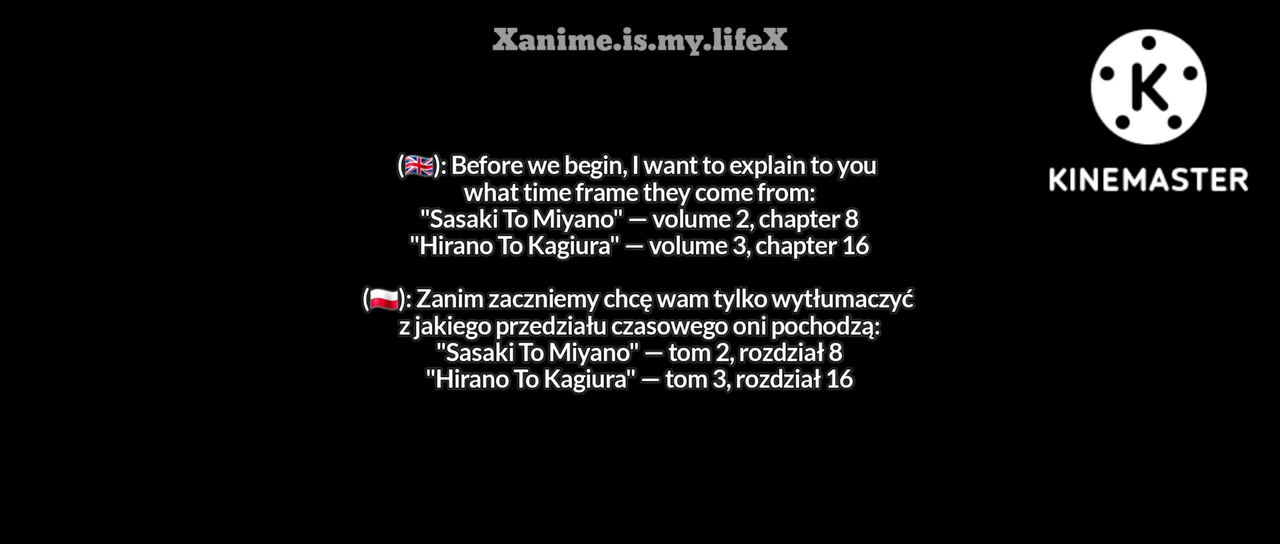 Xanime.is.my.lifeX
K
KINEMASTER
(🇬🇧): Before we begin, I want to explain to you
what time frame they come from:
"Sasaki To Miyano" — volume 2, chapter 8
"Hirano To Kagiura" — volume 3, chapter 16
(🇵🇱): Zanim zaczniemy chcę wam tylko wytłumaczyć
z jakiego przedziału czasowego oni pochodzą:
"Sasaki To Miyano" — tom 2, rozdział 8
"Hirano To Kagiura" — tom 3, rozdział 16